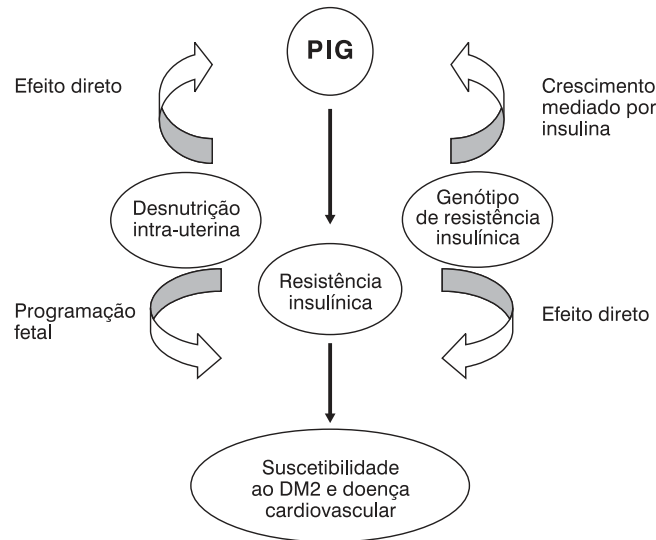 PIG
Efeito direto
Crescimento
mediado por
insulina
Desnutrição
intra-uterina
Genótipo
de resistência
insulínica
Resistência
insulínica
Programação
fetal
Efeito direto
Suscetibilidade
ao DM2 e doença
cardiovascular